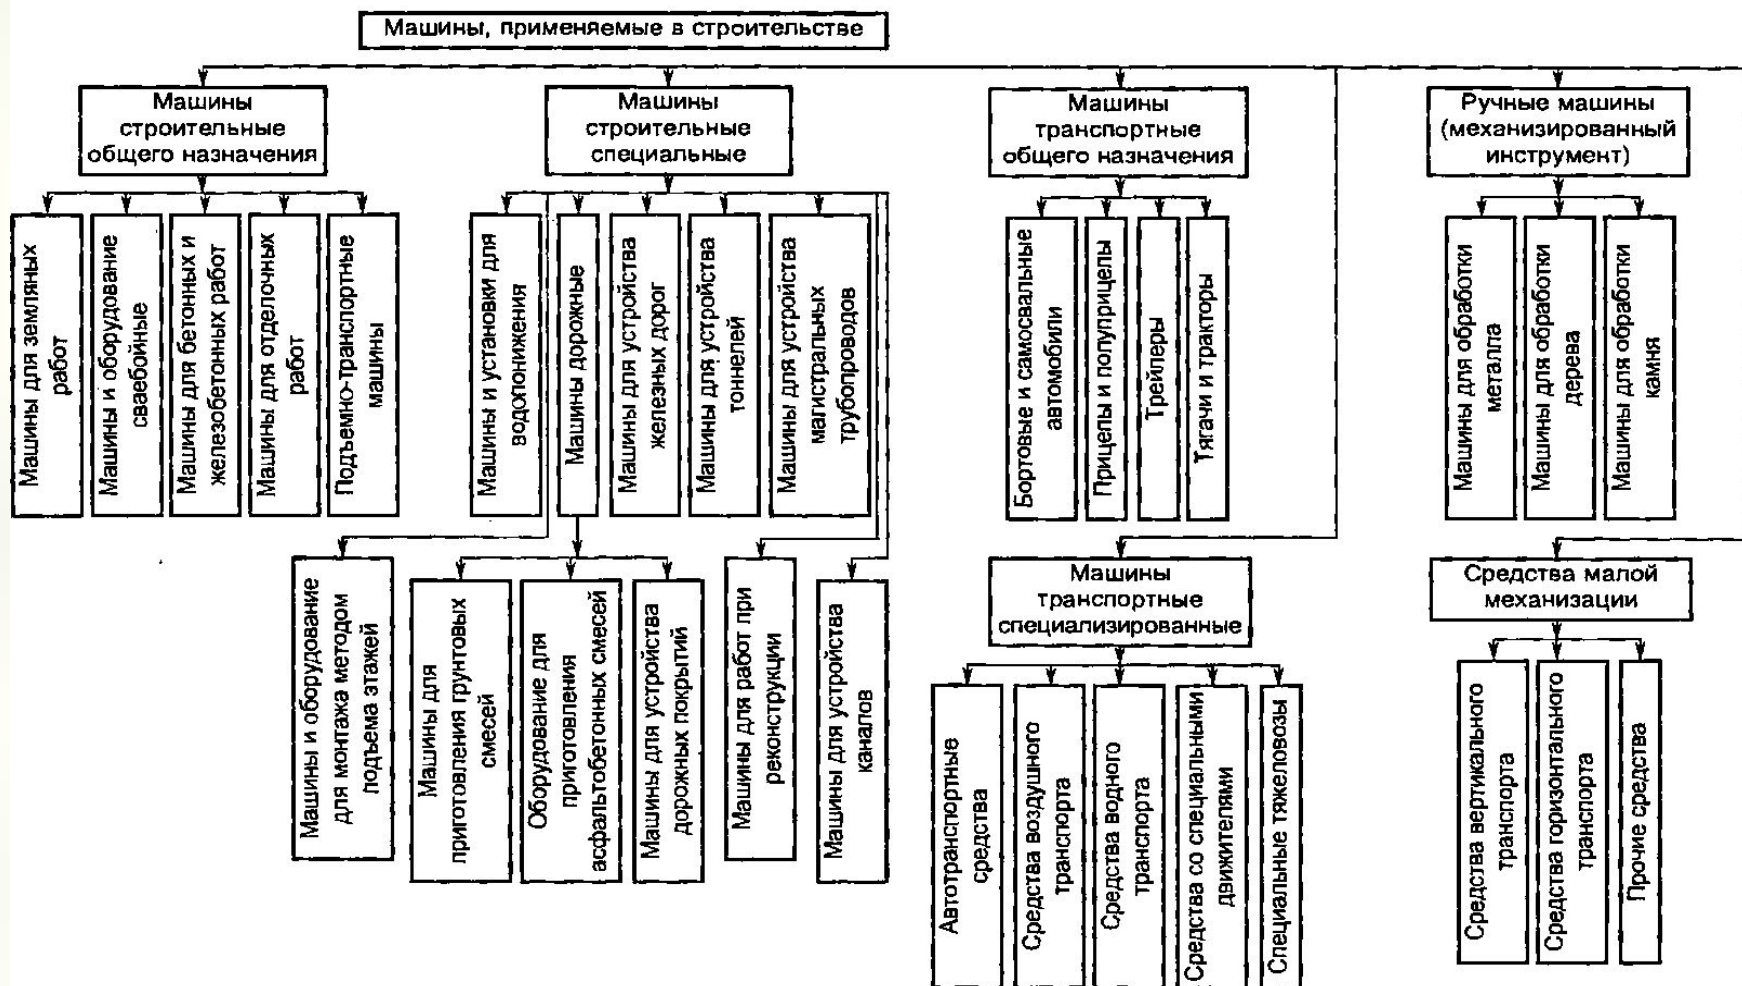 Машины, применяемые в строительстве
Машины
строительные
общего назначения
Машины для земляных
работ
Машины и оборудование
сваебойные
Машины для бетонных и
железобетонных работ
Машины для отделочных
работ
Подъемно-транспортные
машины
Машины
строительные
специальные
Машины и установки для
водопонижения
Машины дорожные
Машины для устройства
железных дорог
Машины для устройства
тоннелей
Машины для устройства
магистральных
трубопроводов
Машины и оборудование
для монтажа методом
подъема этажей
Машины для
приготовления грунтовых
смесей
Оборудование для
приготовления
асфальтобетонных смесей
Машины для устройства
дорожных покрытий
Машины для работ при
реконструкции
Машины для устройства
каналов
Машины
транспортные
общего назначения
Бортовые и самосвальные
автомобили
Прицепы и полуприцепы
Трейлеры
Тягачи и тракторы
Машины
транспортные
специализированные
Автотранспортные
средства
Средства воздушного
транспорта
Средства водного
транспорта
Средства со специальными
движителями
Специальные тяжеловозы
Ручные машины
(механизированный
инструмент)
Машины для обработки
металла
Машины для обработки
дерева
Машины для обработки
камня
Средства малой
механизации
Средства вертикального
транспорта
Средства горизонтального
транспорта
Прочие средства